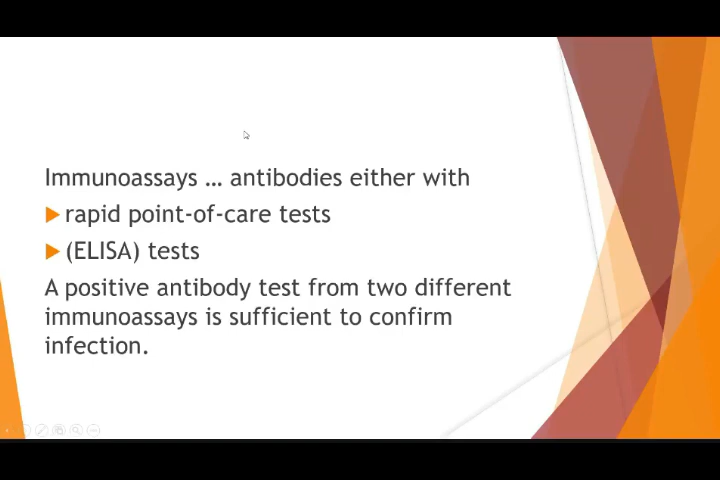 Immunoassays … antibodies either with
rapid point-of-care tests
(ELISA) tests
A positive antibody test from two different
immunoassays is sufficient to confirm
infection.